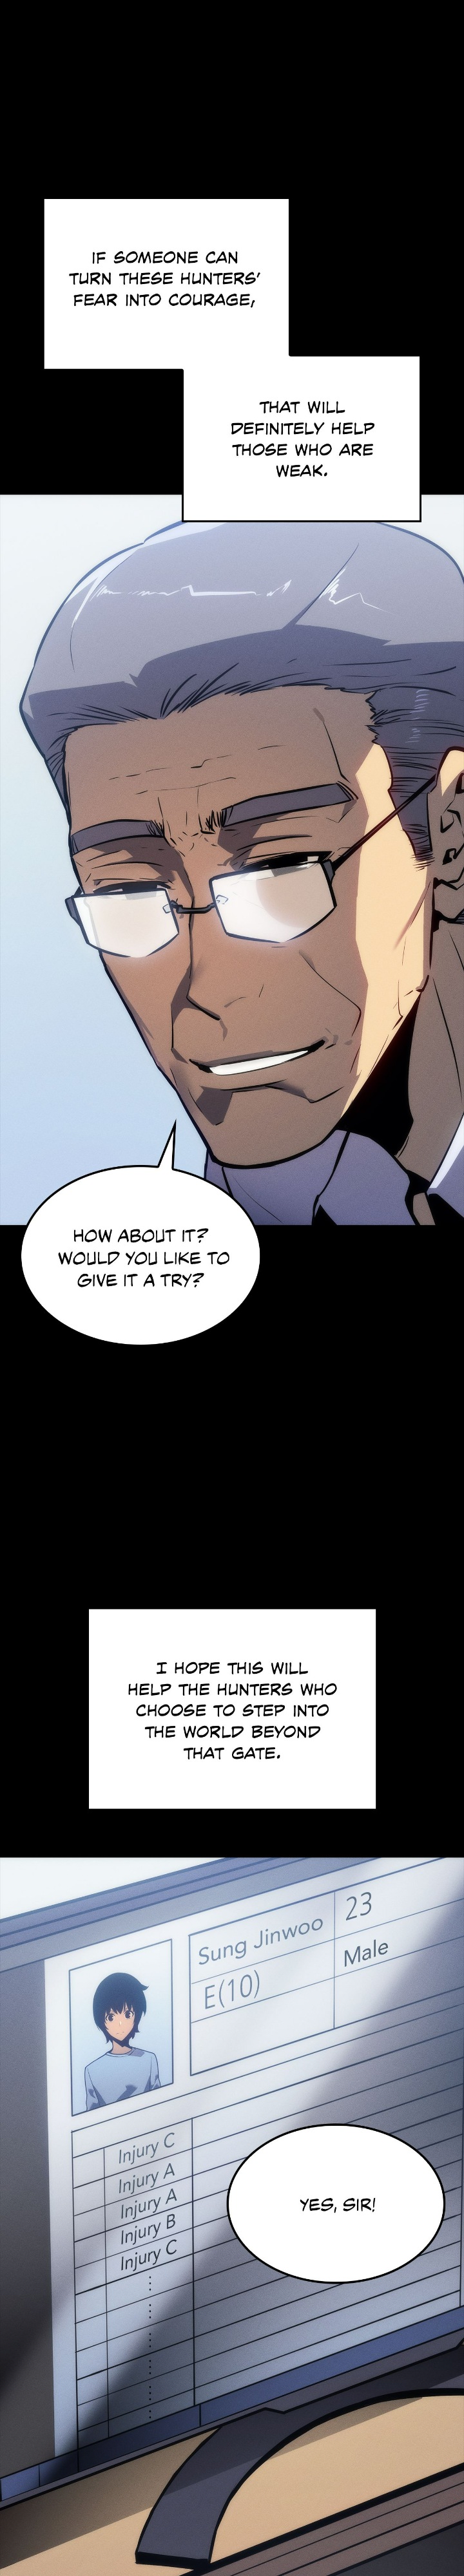 IF SOMEONE CAN
TURN THESE HUNTERS'
FEAR INTO COURAGE,
THAT WILL
DEFINITELY HELP
THOSE WHO ARE
WEAK.
HOW ABOUT IT?
WOULD YOU LIKE TO
GIVE IT A TRY?
I HOPE THIS WILL
HELP THE HUNTERS WHO
CHOOSE TO STEP INTO
THE WORLD BEYOND
THAT GATE.
Sung Jinwoo 23
E(10) Male
Injury C
Injury A
Injury A
Injury B
Injury C
YES, SIR!